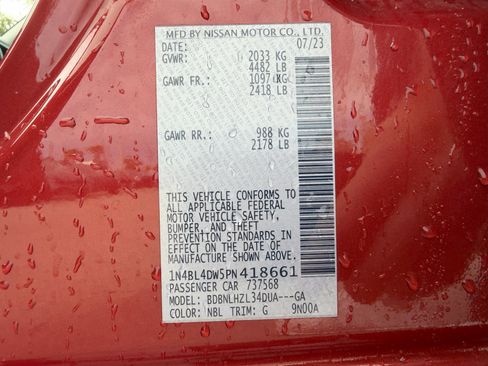 MFD BY NISSAN MOTOR CO., LTD.
DATE: 07/23
GVWR: 2033 KG
4482 LB
GAWR FR: 1097 KG
2418 LB
GAWR RR: 988 KG
2178 LB
THIS VEHICLE CONFORMS TO
ALL APPLICABLE FEDERAL
MOTOR VEHICLE SAFETY,
BUMPER, AND THEFT
PREVENTION STANDARDS IN
EFFECT ON THE DATE OF
MANUFACTURE SHOWN ABOVE.
1N4BL4DW5PN418661
PASSENGER CAR 737568
MODEL: BDBNLHZL34DUA---GA
COLOR: NBL TRIM: G 9N00A